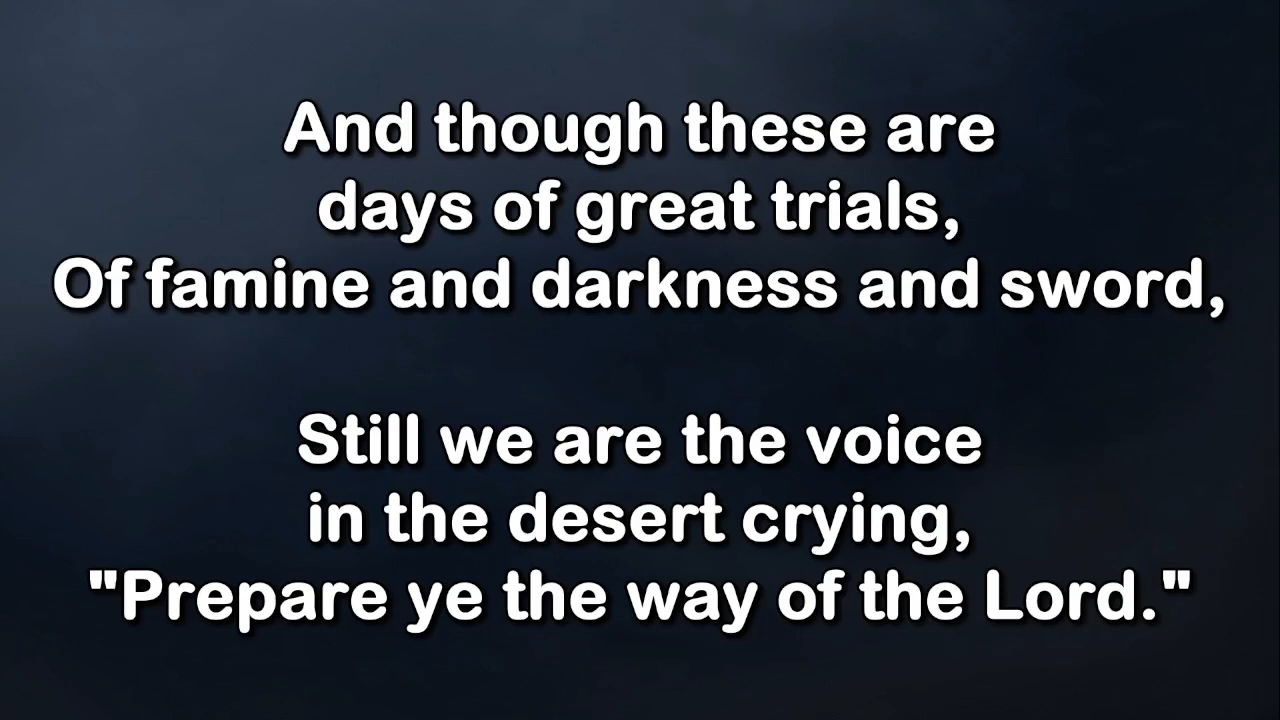 And though these are
days of great trials,
Of famine and darkness and sword,
Still we are the voice
in the desert crying,
"Prepare ye the way of the Lord."